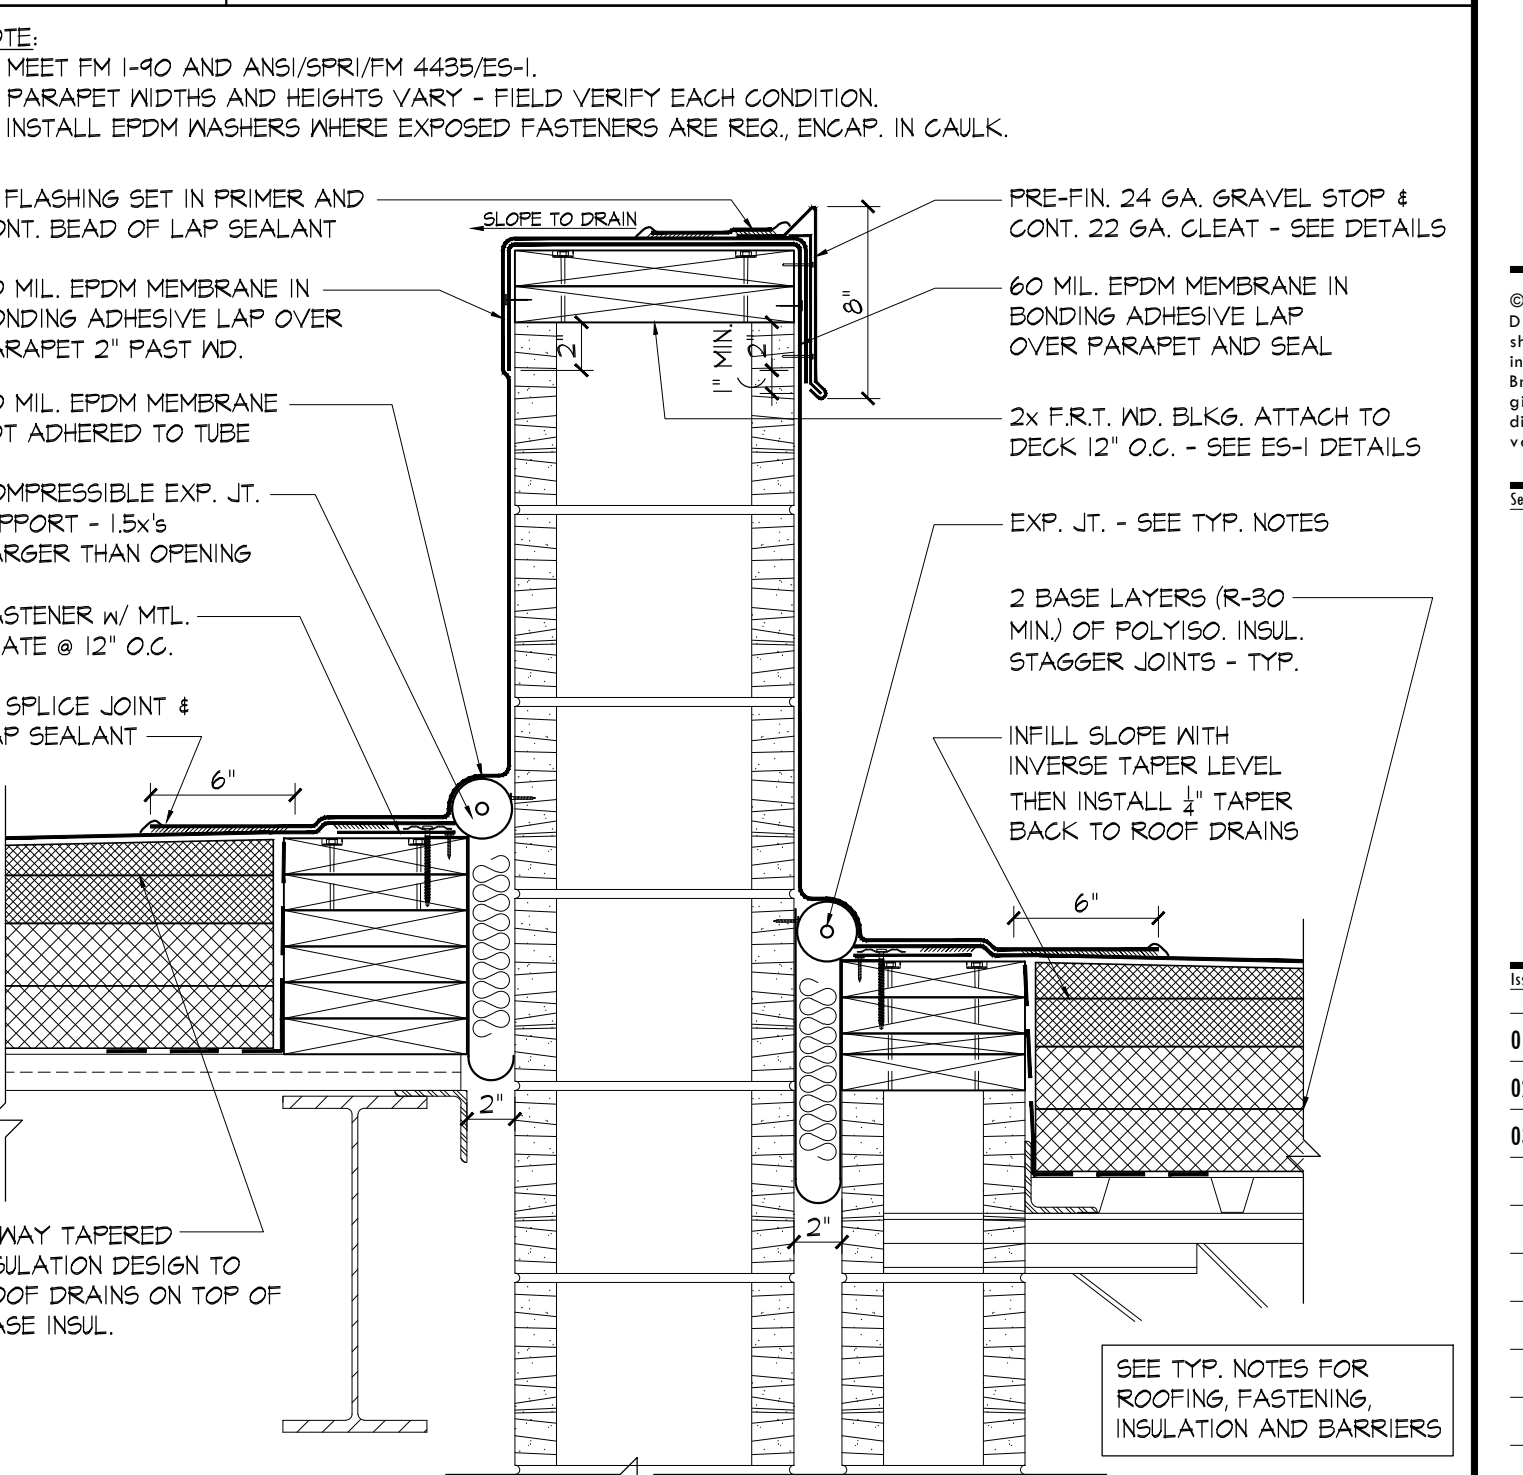 OTE:
MEET FM 1-90 AND ANSI/SPRI/FM 4435/ES-1.
PARAPET WIDTHS AND HEIGHTS VARY - FIELD VERIFY EACH CONDITION.
INSTALL EPDM WASHERS WHERE EXPOSED FASTENERS ARE REQ., ENCAP. IN CAULK.
FLASHING SET IN PRIMER AND
ONT. BEAD OF LAP SEALANT
MIL. EPDM MEMBRANE IN
ONDING ADHESIVE LAP OVER
ARAPET 2" PAST WD.
MIL. EPDM MEMBRANE
OT ADHERED TO TUBE
OMPRESSIBLE EXP. JT.
PPORT - 1.5x's
ARGER THAN OPENING
ASTENER W/ MTL.
ATE @ 12" O.C.
SPLICE JOINT &
AP SEALANT
6"
WAY TAPERED
SULATION DESIGN TO
OOF DRAINS ON TOP OF
ASE INSUL.
SLOPE TO DRAIN
2"
1" MIN.
2"
8"
2"
2"
PRE-FIN. 24 GA. GRAVEL STOP &
CONT. 22 GA. CLEAT - SEE DETAILS
60 MIL. EPDM MEMBRANE IN
BONDING ADHESIVE LAP
OVER PARAPET AND SEAL
2x F.R.T. WD. BLKG. ATTACH TO
DECK 12" O.C. - SEE ES-1 DETAILS
EXP. JT. - SEE TYP. NOTES
2 BASE LAYERS (R-30
MIN.) OF POLYISO. INSUL.
STAGGER JOINTS - TYP.
INFILL SLOPE WITH
INVERSE TAPER LEVEL
THEN INSTALL 1/4" TAPER
BACK TO ROOF DRAINS
6"
SEE TYP. NOTES FOR
ROOFING, FASTENING,
INSULATION AND BARRIERS
©
D
sh
in
Br
gi
di
Se
Is